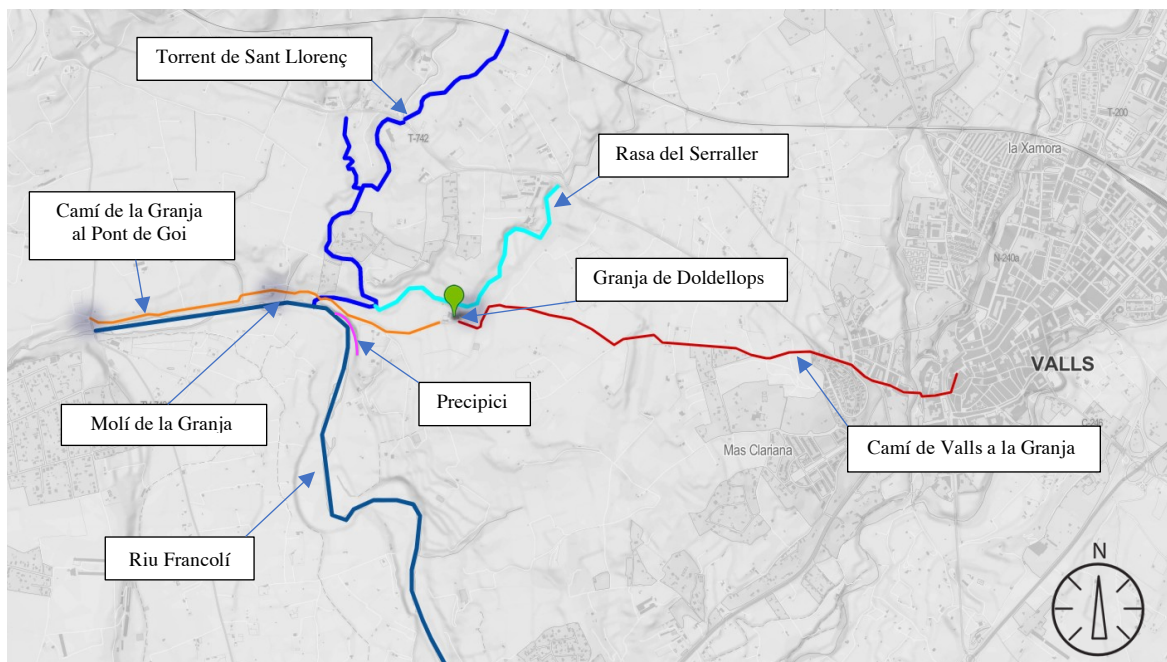 Torrent de Sant Llorenç
T-742
T-200
la Xamora
Rasa del Serraller
Camí de la Granja
al Pont de Goi
N-240a
Granja de Doldellops
VALLS
Precipici
Molí de la Granja
Mas Clariana
Camí de Valls a la Granja
Riu Francolí
N